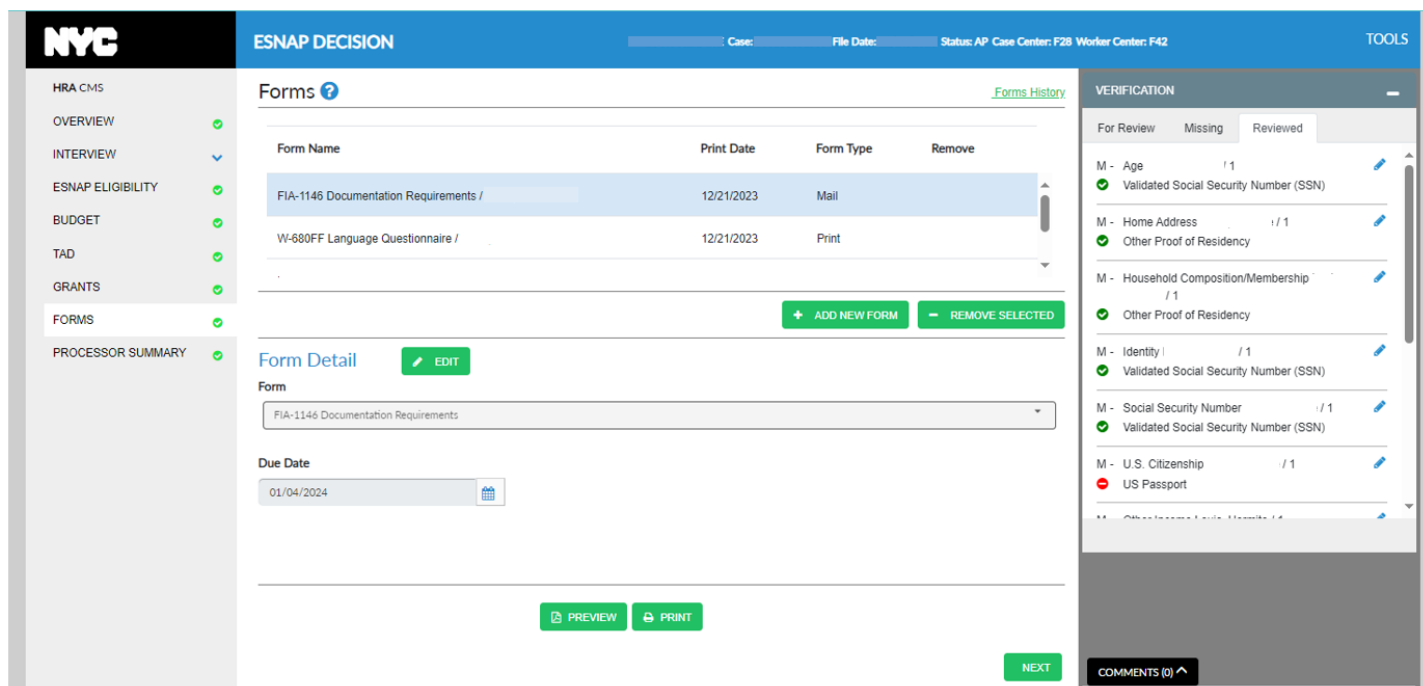 NYC
ESNAP DECISION
Case: File Date: Status: AP Case Center: F28 Worker Center: F42
TOOLS
HRA CMS
OVERVIEW
INTERVIEW
ESNAP ELIGIBILITY
BUDGET
TAD
GRANTS
FORMS
PROCESSOR SUMMARY
Forms
Forms History
Form Name Print Date Form Type Remove
FIA-1146 Documentation Requirements / 12/21/2023 Mail
W-680FF Language Questionnaire / 12/21/2023 Print
+ ADD NEW FORM
− REMOVE SELECTED
Form Detail
EDIT
Form
FIA-1146 Documentation Requirements
Due Date
01/04/2024
PREVIEW
PRINT
NEXT
VERIFICATION
For Review Missing Reviewed
M - Age / 1
Validated Social Security Number (SSN)
M - Home Address / 1
Other Proof of Residency
M - Household Composition/Membership
/ 1
Other Proof of Residency
M - Identity / 1
Validated Social Security Number (SSN)
M - Social Security Number / 1
Validated Social Security Number (SSN)
M - U.S. Citizenship / 1
US Passport
COMMENTS (0)